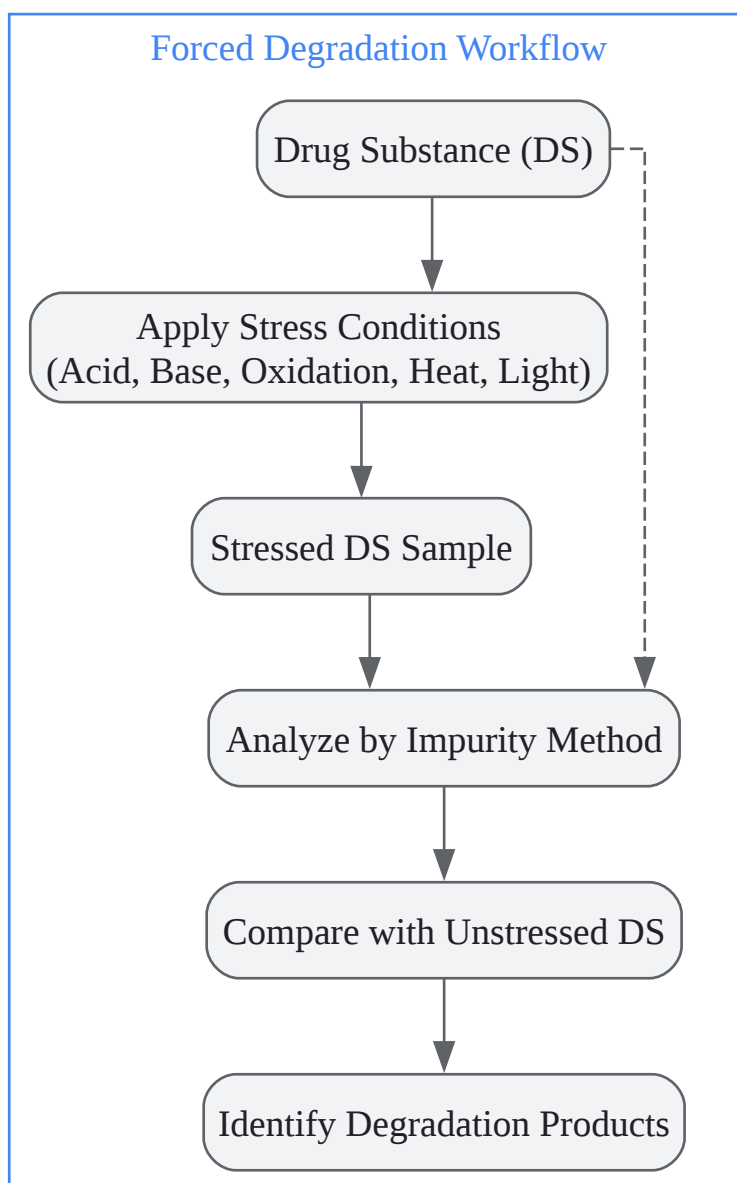 Forced Degradation Workflow
Drug Substance (DS)
Apply Stress Conditions
(Acid, Base, Oxidation, Heat, Light)
Stressed DS Sample
Analyze by Impurity Method
Compare with Unstressed DS
Identify Degradation Products